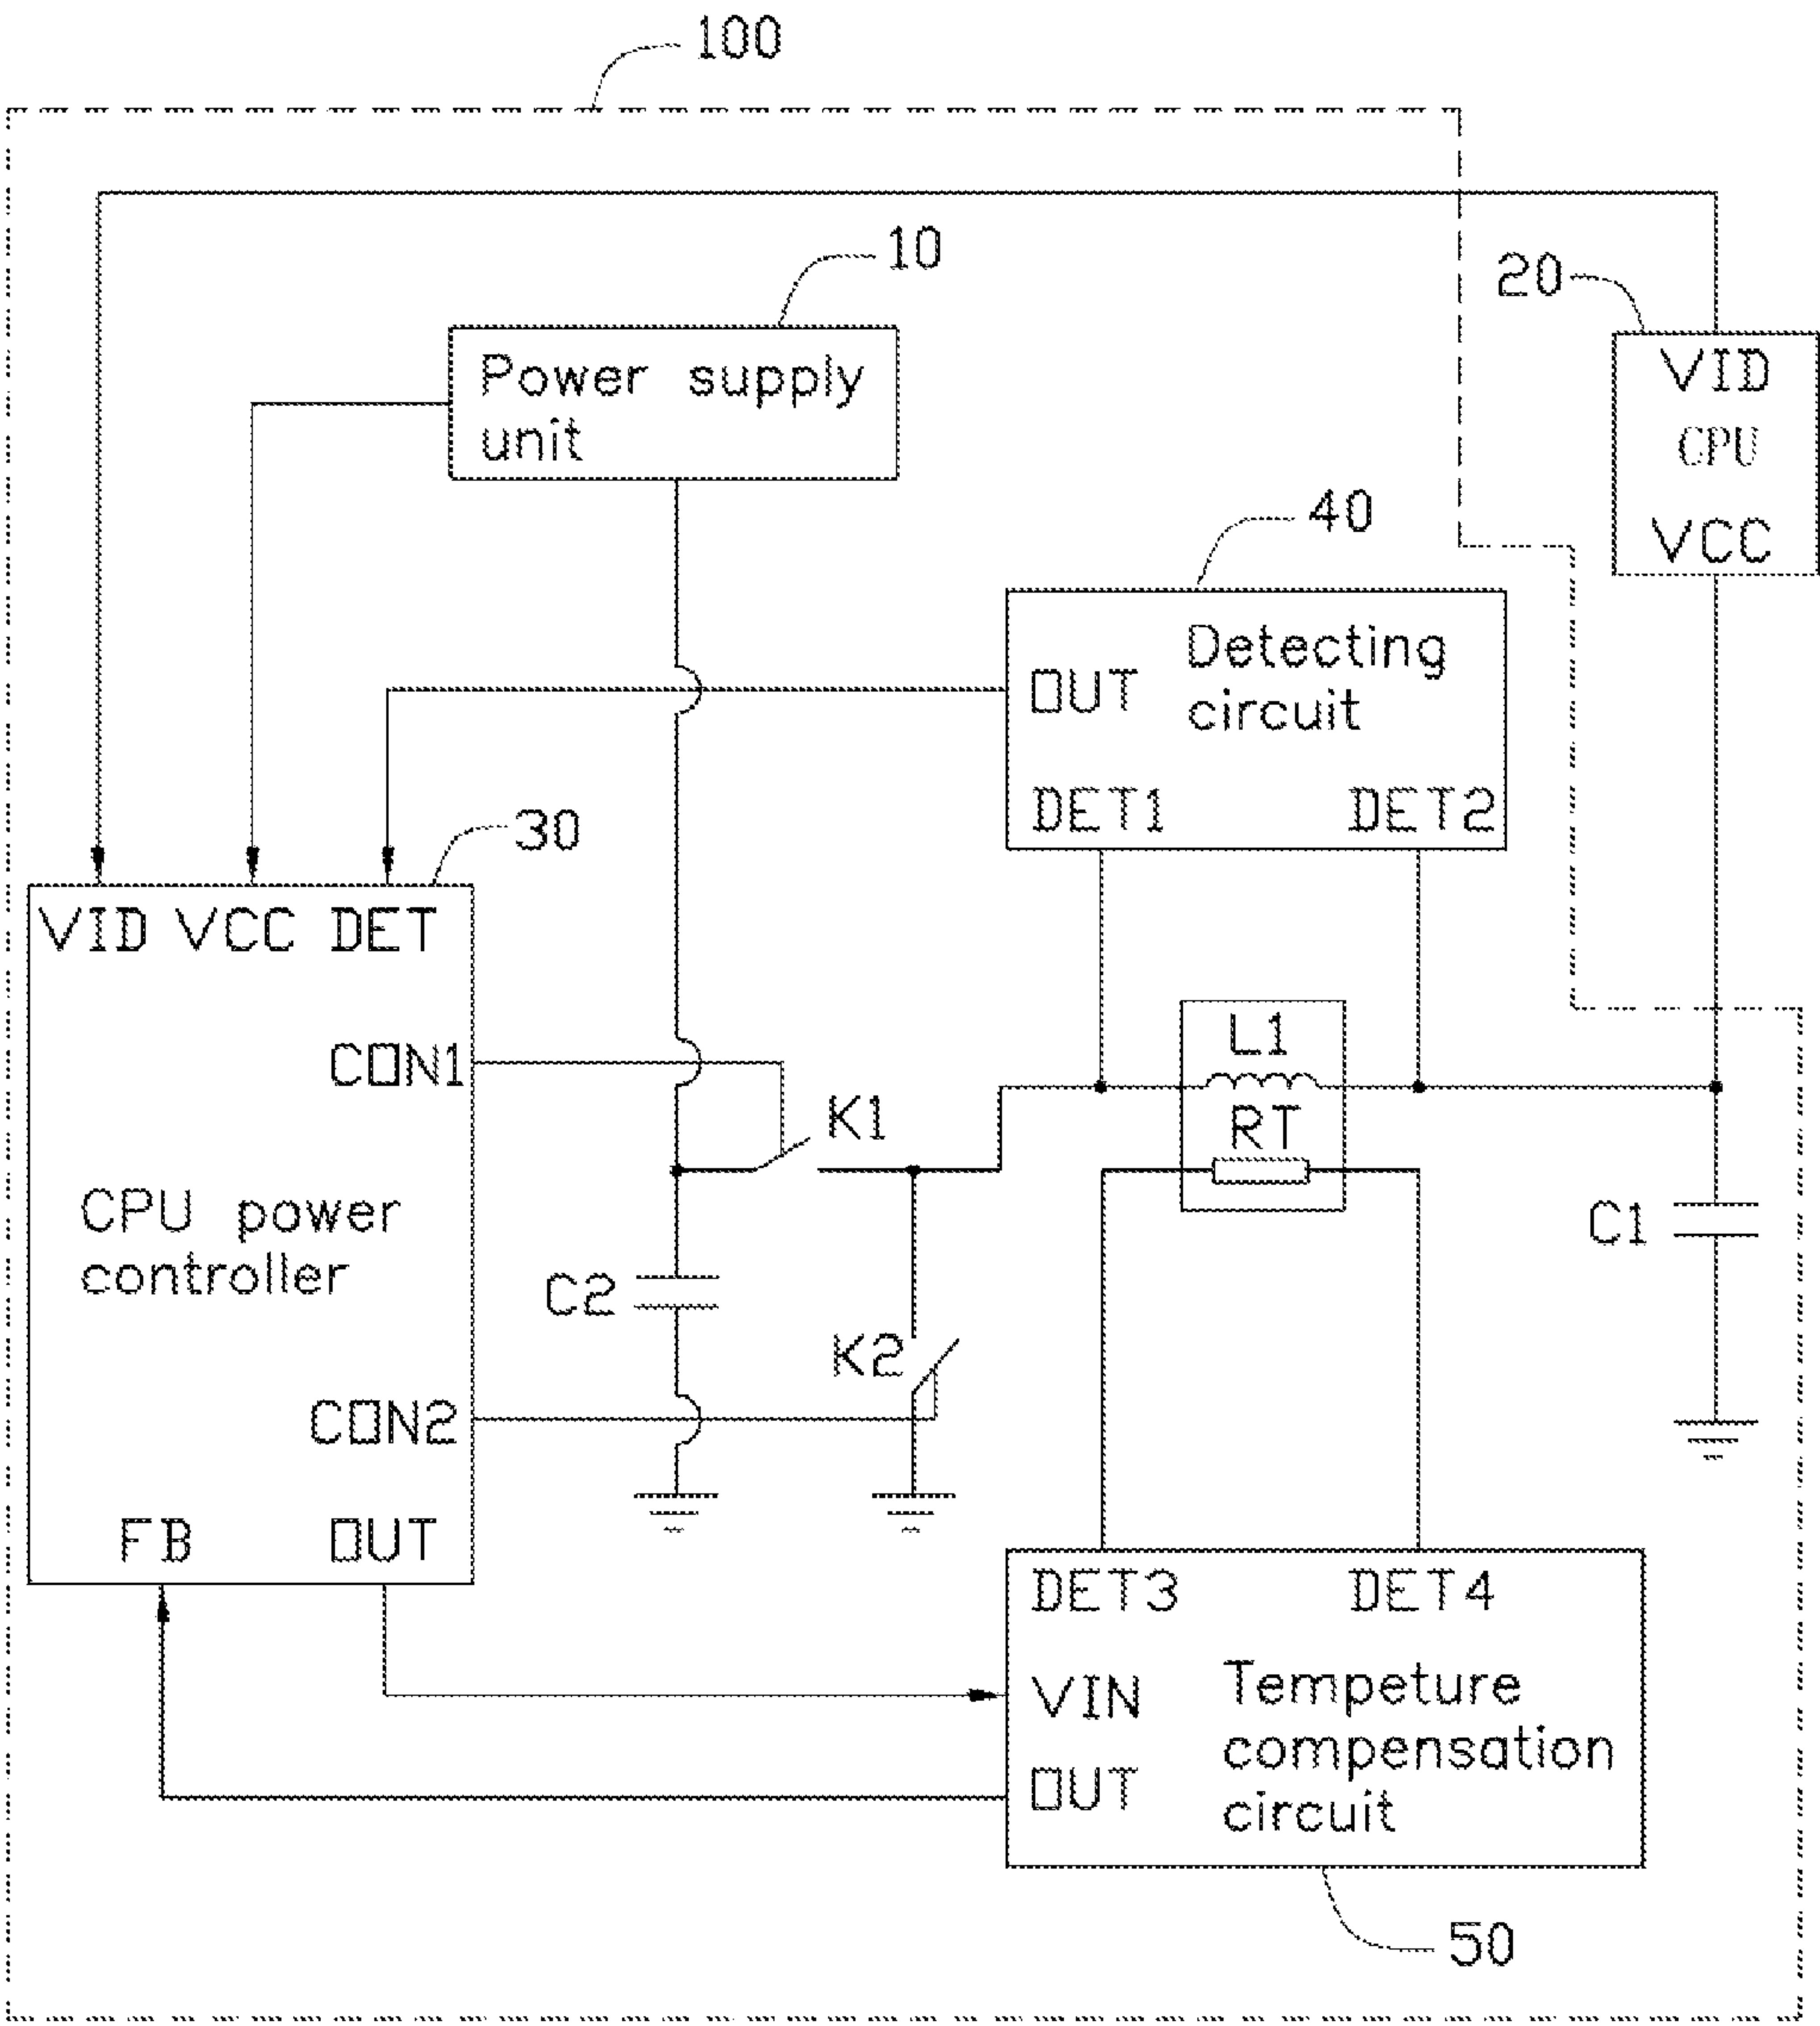 100
10
Power supply
unit
20
VID
CPU
VCC
40
OUT
Detecting
circuit
DET1 DET2
30
VID VCC DET
CON1
CPU power
controller
CON2
FB OUT
K1
K2
C2
L1
RT
C1
DET3 DET4
VIN
OUT
Tempeture
compensation
circuit
50